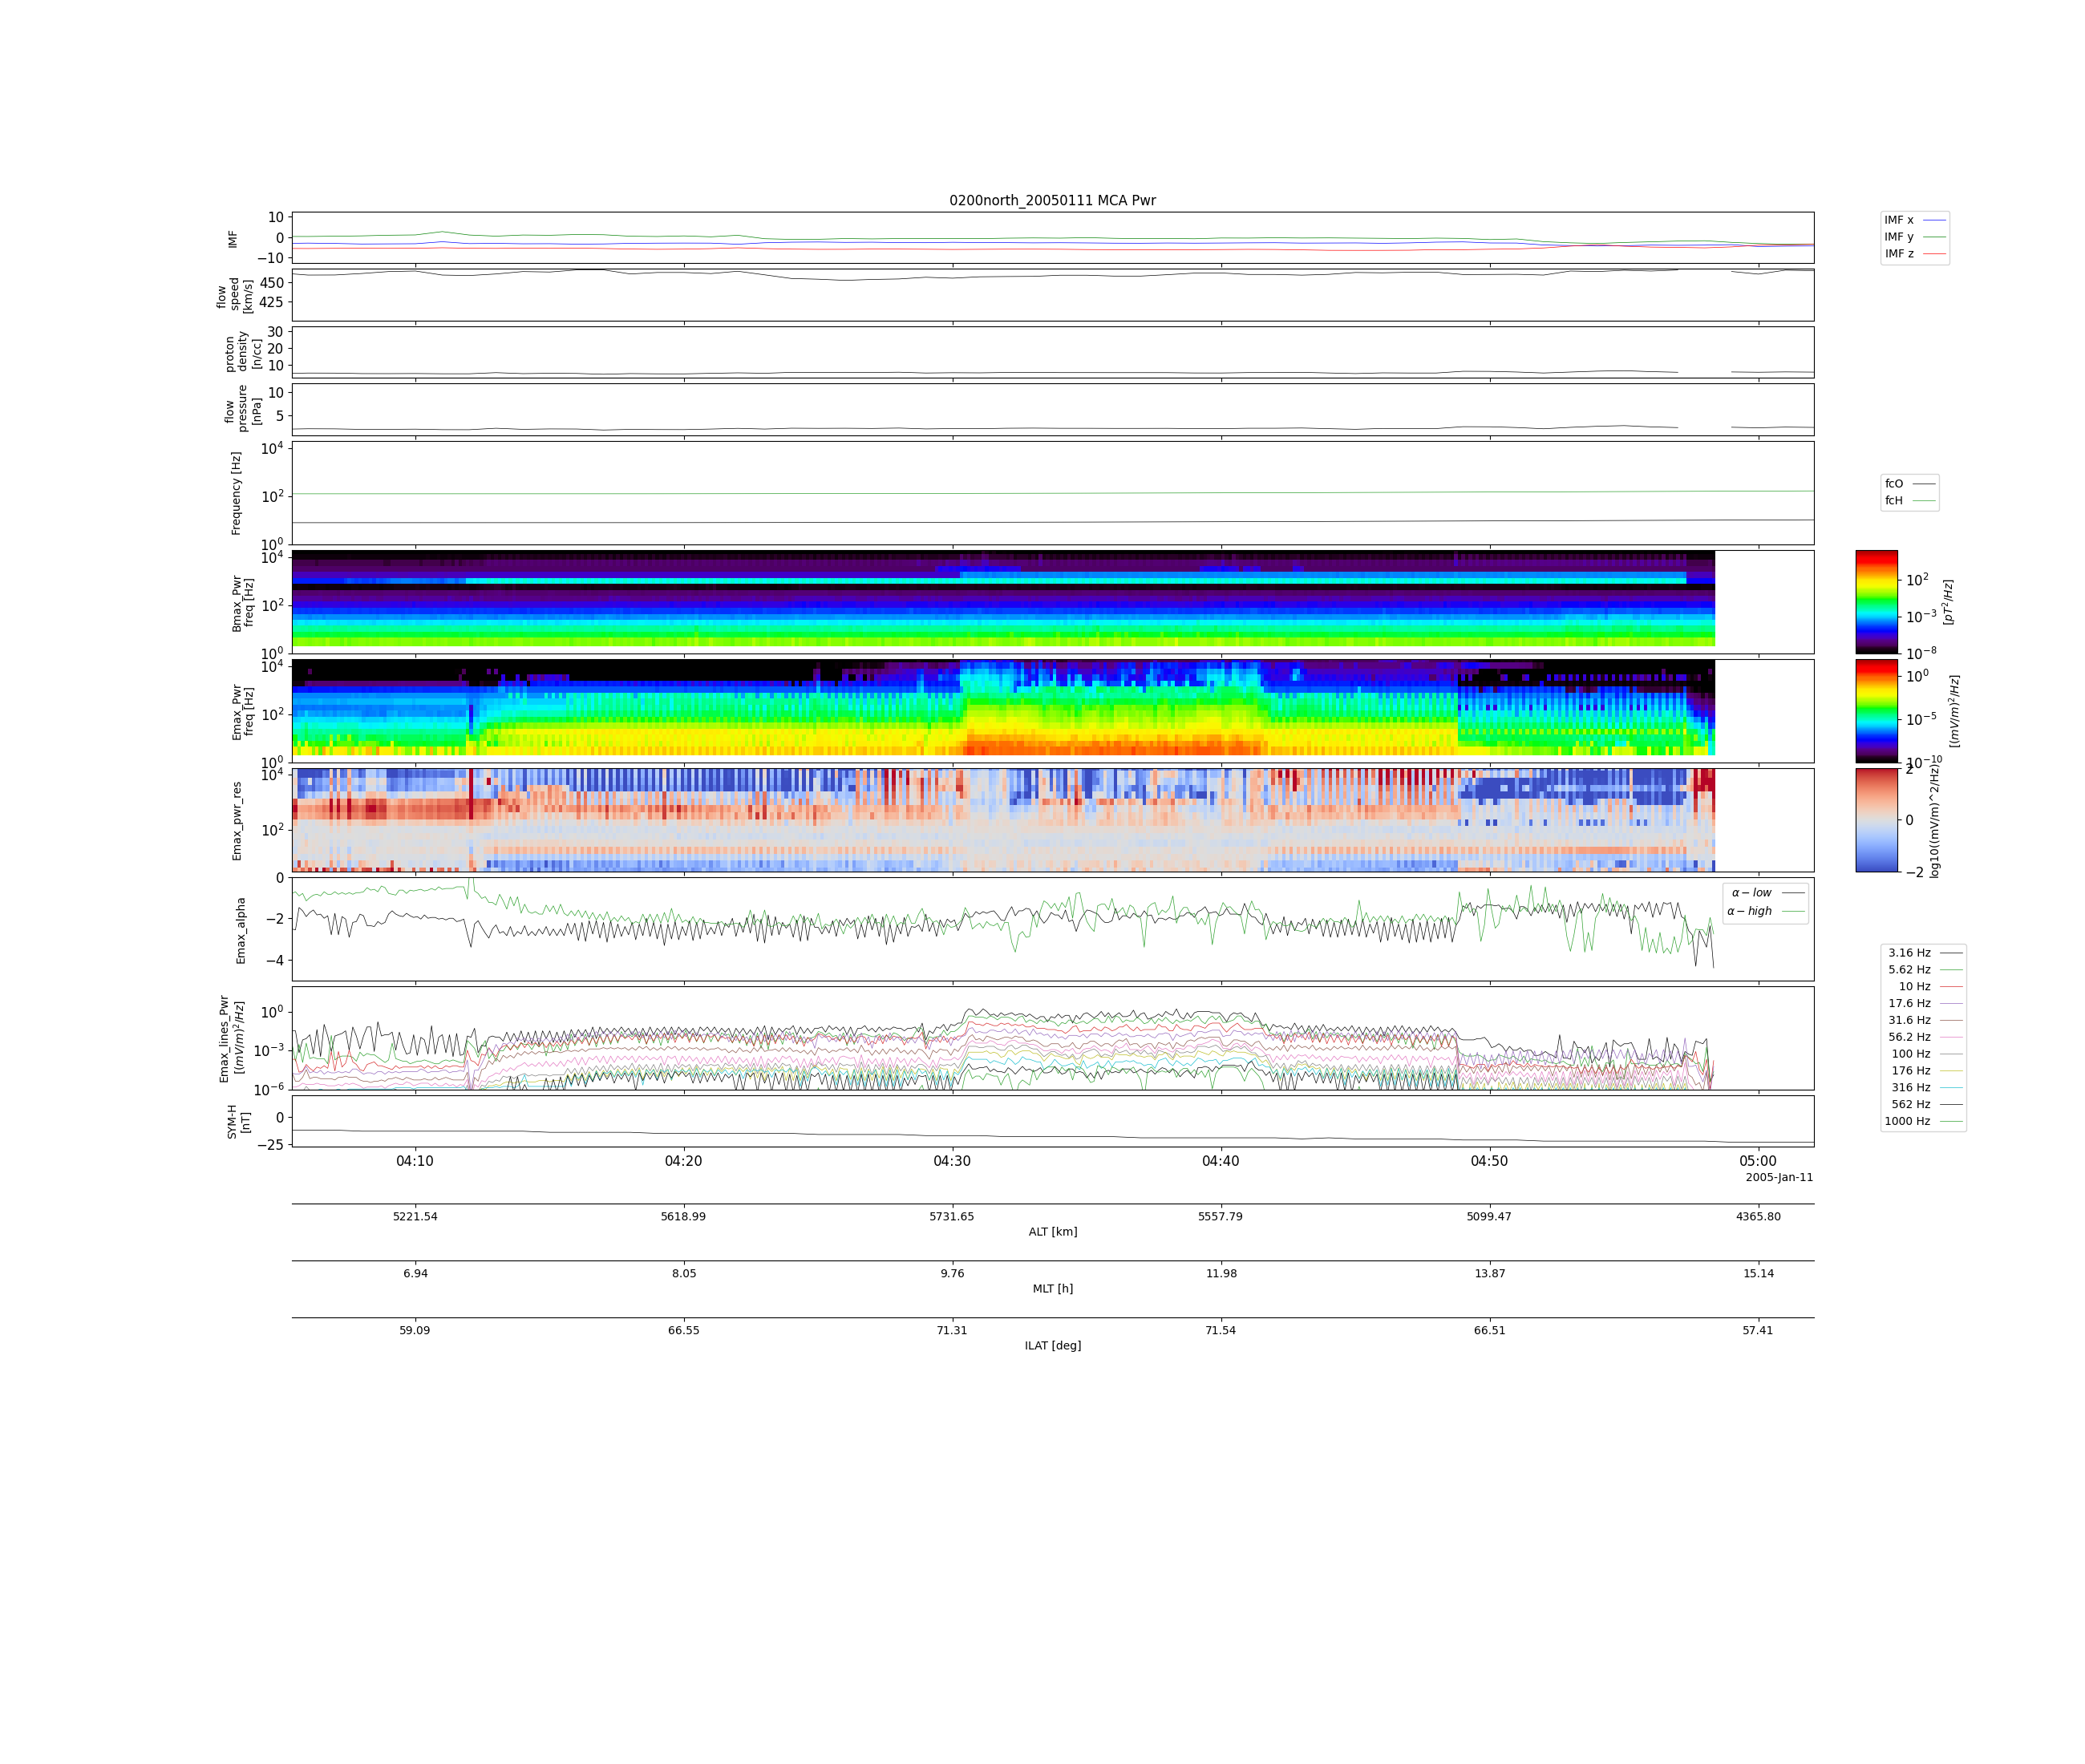 0200north_20050111 MCA Pwr
10
0
−10
IMF
IMF x
IMF y
IMF z
450
425
flow
speed
[km/s]
30
20
10
proton
density
[n/cc]
10
5
flow
pressure
[nPa]
10^4
10^2
10^0
Frequency [Hz]
fcO
fcH
10^4
10^2
10^0
Bmax_Pwr
freq [Hz]
10^2
10^−3
10^−8
[pT^2/Hz]
10^4
10^2
10^0
Emax_Pwr
freq [Hz]
10^0
10^−5
10^−10
[(mV/m)^2/Hz]
10^4
10^2
Emax_pwr_res
2
0
−2
log10((mV/m)^2/Hz)
0
−2
−4
Emax_alpha
α − low
α − high
10^0
10^−3
10^−6
Emax_lines_Pwr
[(mV/m)^2/Hz]
3.16 Hz
5.62 Hz
10 Hz
17.6 Hz
31.6 Hz
56.2 Hz
100 Hz
176 Hz
316 Hz
562 Hz
1000 Hz
0
−25
SYM-H
[nT]
04:10 04:20 04:30 04:40 04:50 05:00
2005-Jan-11
5221.54 5618.99 5731.65 5557.79 5099.47 4365.80
ALT [km]
6.94 8.05 9.76 11.98 13.87 15.14
MLT [h]
59.09 66.55 71.31 71.54 66.51 57.41
ILAT [deg]